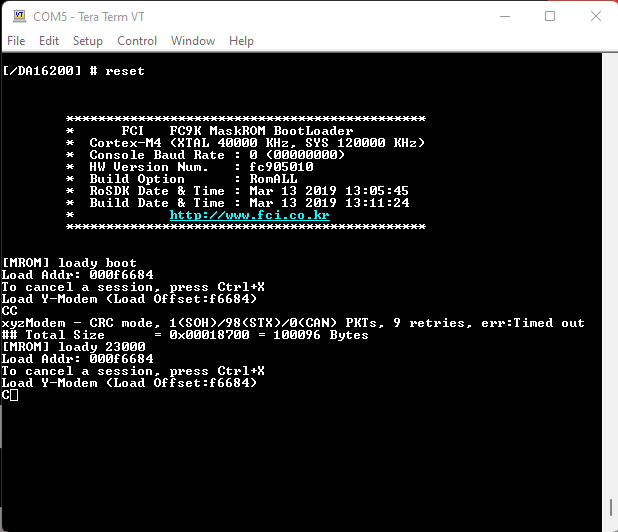 COM5 - Tera Term VT
File Edit Setup Control Window Help
[/DA16200] # reset
*********************************************
* FCI FC9K MaskROM BootLoader
* Cortex-M4 (XTAL 40000 KHz, SYS 120000 KHz)
* Console Baud Rate : 0 (00000000)
* HW Version Num. : fc905010
* Build Option : RomALL
* RoSDK Date & Time : Mar 13 2019 13:05:45
* Build Date & Time : Mar 13 2019 13:11:24
* http://www.fci.co.kr
*********************************************
[MROM] loady boot
Load Addr: 000f6684
To cancel a session, press Ctrl+X
Load Y-Modem (Load Offset:f6684)
CC
xyzModem - CRC mode, 1(SOH)/98(STX)/0(CAN) PKTs, 9 retries, err:Timed out
## Total Size = 0x00018700 = 100096 Bytes
[MROM] loady 23000
Load Addr: 000f6684
To cancel a session, press Ctrl+X
Load Y-Modem (Load Offset:f6684)
C